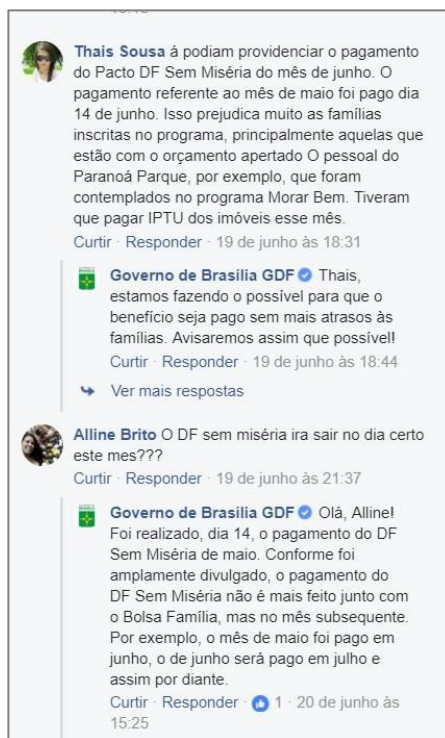 Thais Sousa á podiam providenciar o pagamento
do Pacto DF Sem Miséria do mês de junho. O
pagamento referente ao mês de maio foi pago dia
14 de junho. Isso prejudica muito as famílias
inscritas no programa, principalmente aquelas que
estão com o orçamento apertado O pessoal do
Paranoá Parque, por exemplo, que foram
contemplados no programa Morar Bem. Tiveram
que pagar IPTU dos imóveis esse mês.
Curtir · Responder · 19 de junho às 18:31
Governo de Brasília GDF Thais,
estamos fazendo o possível para que o
benefício seja pago sem mais atrasos às
famílias. Avisaremos assim que possível!
Curtir · Responder · 19 de junho às 18:44
Ver mais respostas
Alline Brito O DF sem miséria ira sair no dia certo
este mes???
Curtir · Responder · 19 de junho às 21:37
Governo de Brasília GDF Olá, Alline!
Foi realizado, dia 14, o pagamento do DF
Sem Miséria de maio. Conforme foi
amplamente divulgado, o pagamento do
DF Sem Miséria não é mais feito junto com
o Bolsa Família, mas no mês subsequente.
Por exemplo, o mês de maio foi pago em
junho, o de junho será pago em julho e
assim por diante.
Curtir · Responder · 1 · 20 de junho às
15:25